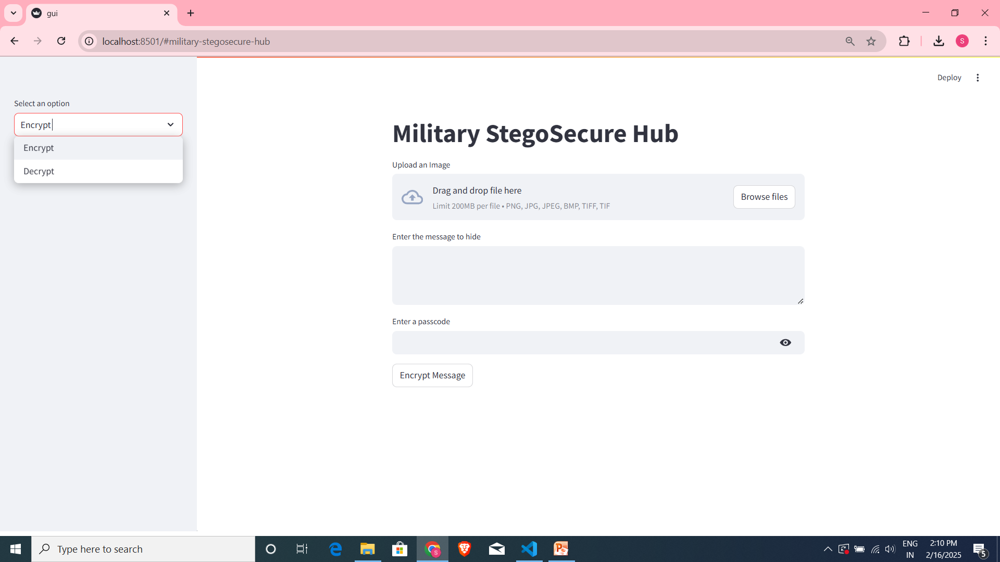 gui
localhost:8501/#military-stegosecure-hub
S
Deploy
Select an option
Encrypt
Encrypt
Decrypt
Military StegoSecure Hub
Upload an Image
Drag and drop file here
Limit 200MB per file • PNG, JPG, JPEG, BMP, TIFF, TIF
Browse files
Enter the message to hide
Enter a passcode
Encrypt Message
Type here to search
S
P
ENG
IN
2:10 PM
2/16/2025
5